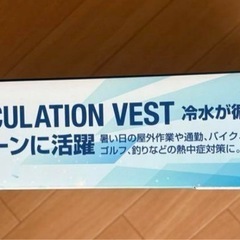 CULATION VEST 冷水が循
ーンに活躍
暑い日の屋外作業や通勤、バイク、
ゴルフ、釣りなどの熱中症対策に。